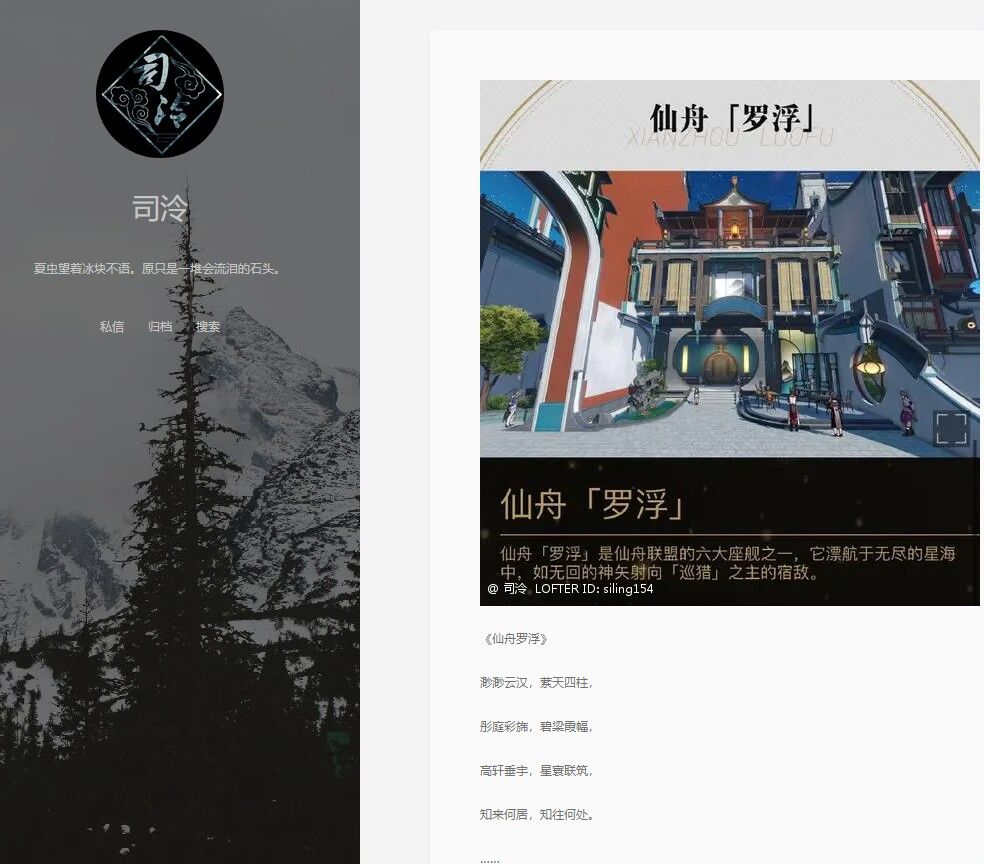 司泠
司泠
夏虫望着冰块不语。原只是一堆会流泪的石头。
私信 归档 搜索
仙舟「罗浮」
XIANZHOU LUOFU
仙舟「罗浮」
仙舟「罗浮」是仙舟联盟的六大座舰之一，它漂航于无尽的星海
中，如无回的神矢射向「巡猎」之主的宿敌。
@ 司泠 LOFTER ID: siling154
《仙舟罗浮》
渺渺云汉，萦天四柱，
彤庭彩旆，碧梁霞幅，
高轩垂宇，星寰联筑，
知来何居，知往何处。
……